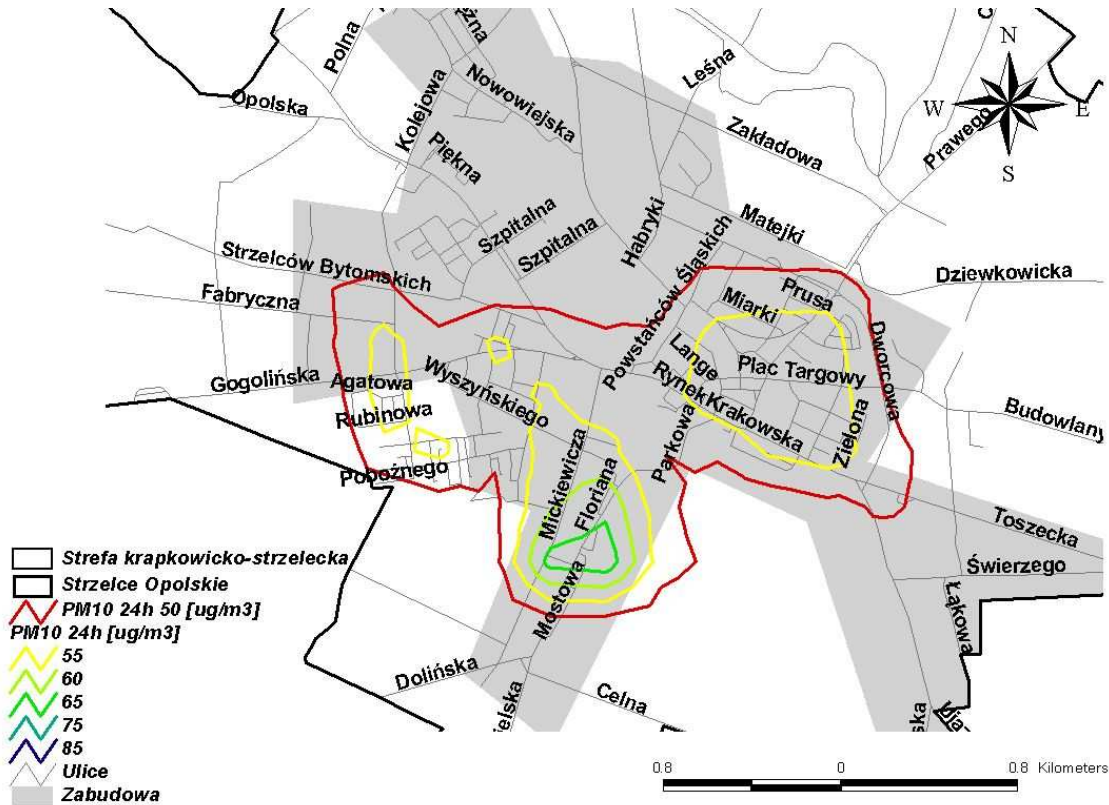 N
W
E
S
Polna
Opolska
Kolejowa
Nowowiejska
Piękna
Szpitalna
Szpitalna
Habryki
Leśna
Zakładowa
Prawego
Matejki
Dziewkowicka
Strzelców Bytomskich
Fabryczna
Powstańców Śląskich
Prusa
Miarki
Dworcowa
Lange
Plac Targowy
Rynek
Krakowska
Zielona
Budowlany
Gogolińska
Agatowa
Wyszyńskiego
Rubinowa
Pobożnego
Mickiewicza
Floriana
Parkowa
Toszecka
Świerzego
Łąkowa
Mostowa
Dolińska
Celna
Strefa krapkowicko-strzelecka
Strzelce Opolskie
PM10 24h 50 [ug/m3]
PM10 24h [ug/m3]
55
60
65
75
85
Ulice
Zabudowa
0.8 0 0.8 Kilometers